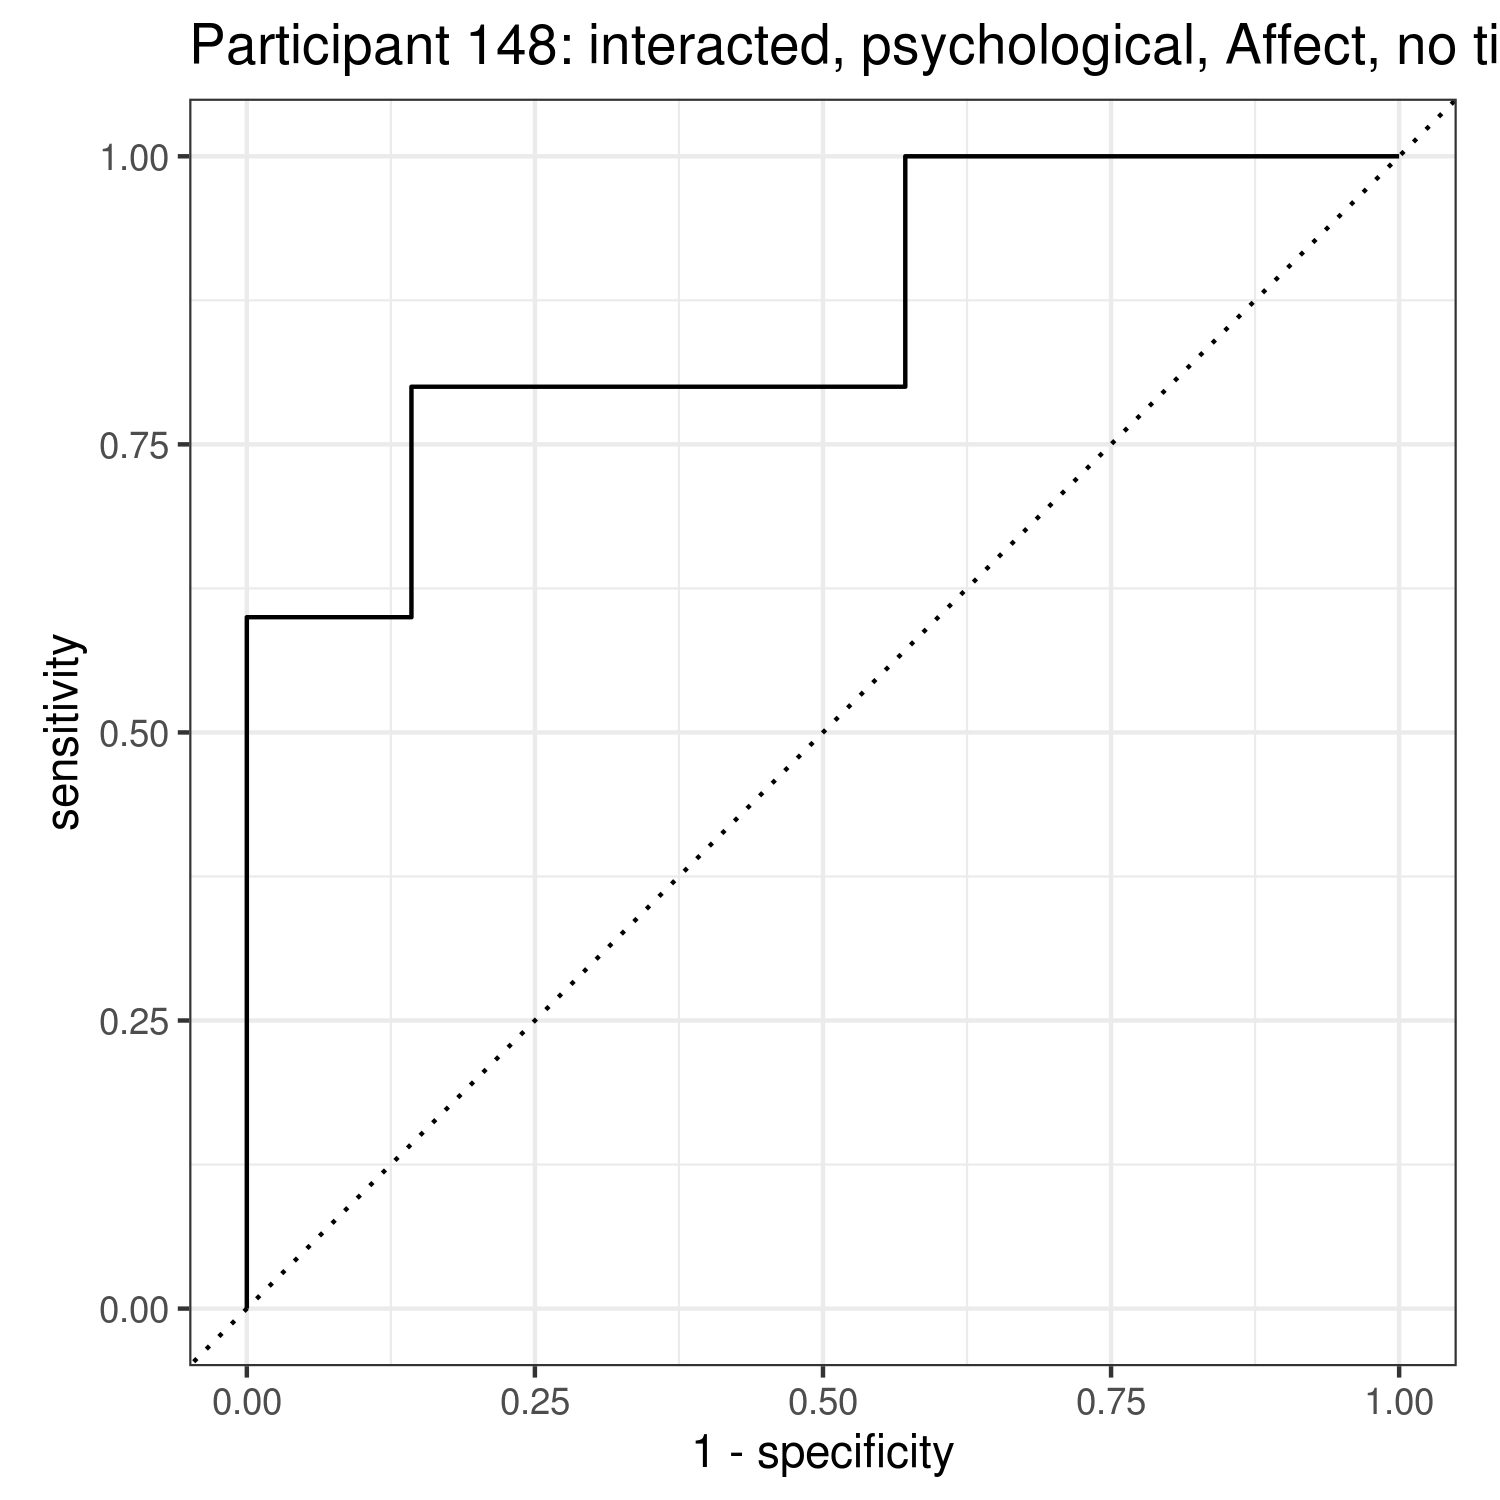 Participant 148: interacted, psychological, Affect, no ti
1.00
0.75
0.50
0.25
0.00
sensitivity
0.00 0.25 0.50 0.75 1.00
1 - specificity